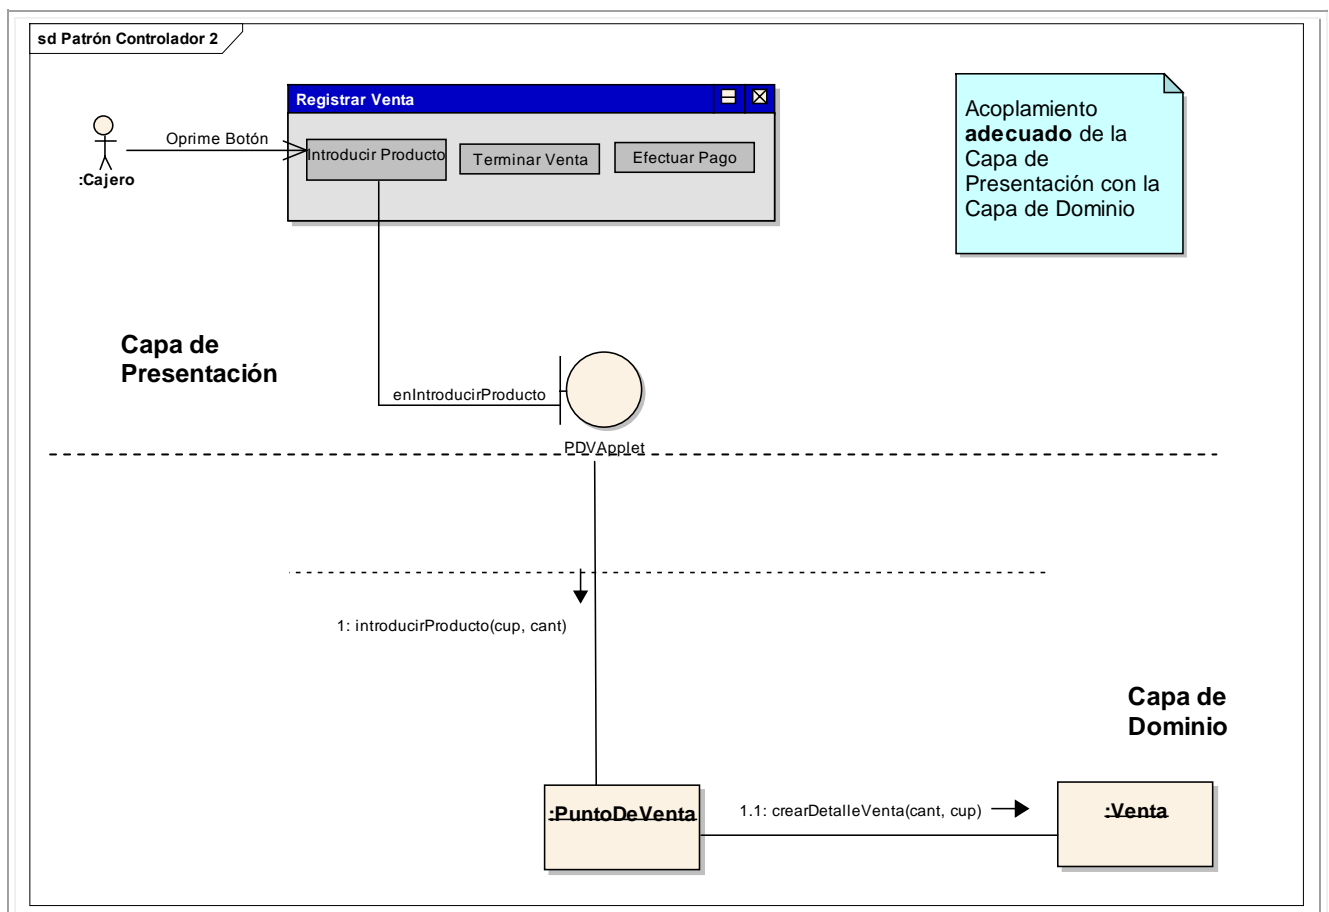 sd Patrón Controlador 2
Registrar Venta
Oprime Botón
Introducir Producto
Terminar Venta
Efectuar Pago
:Cajero
Acoplamiento
adecuado de la
Capa de
Presentación con la
Capa de Dominio
Capa de
Presentación
enIntroducirProducto
PDVApplet
1: introducirProducto(cup, cant)
Capa de
Dominio
:PuntoDeVenta
1.1: crearDetalleVenta(cant, cup)
:Venta